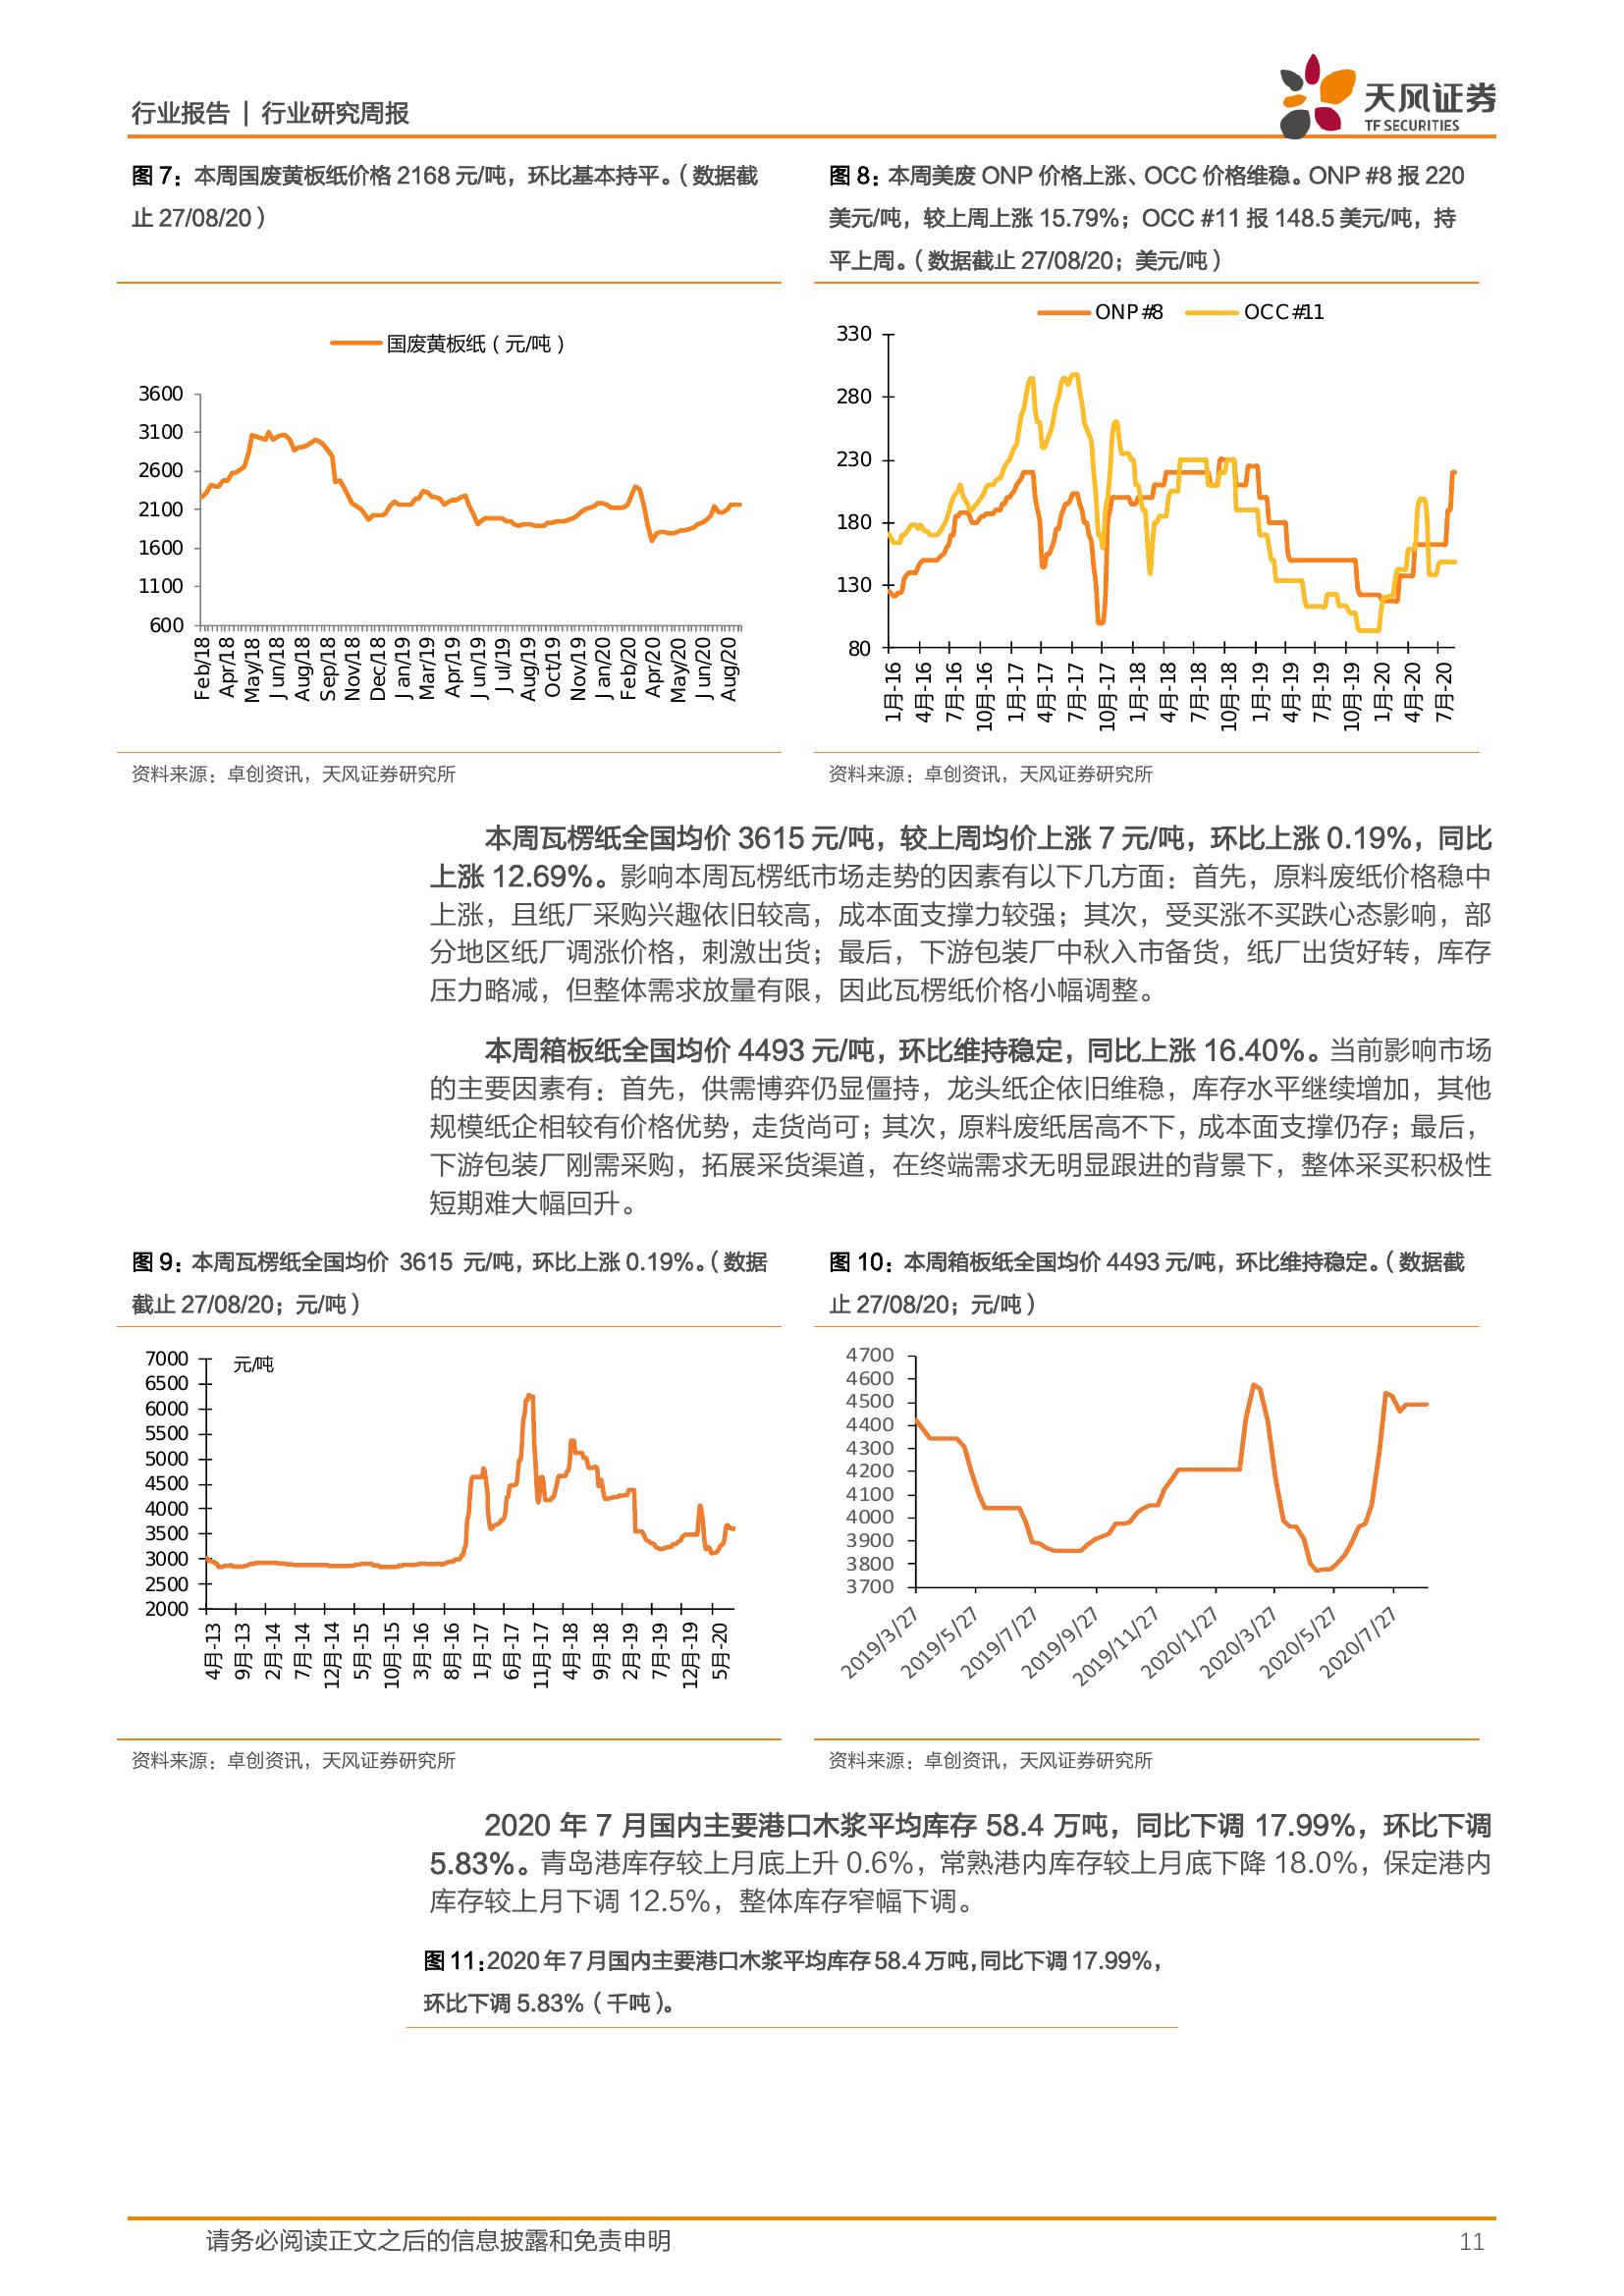 行业报告 | 行业研究周报
天风证券
TF SECURITIES
图 7：本周国废黄板纸价格 2168 元/吨，环比基本持平。（数据截
止 27/08/20）
国废黄板纸（元/吨）
3600
3100
2600
2100
1600
1100
600
Feb/18
Apr/18
May/18
Jun/18
Aug/18
Sep/18
Nov/18
Dec/18
Jan/19
Mar/19
Apr/19
Jun/19
Jul/19
Aug/19
Oct/19
Nov/19
Jan/20
Feb/20
Apr/20
May/20
Jun/20
Aug/20
资料来源：卓创资讯，天风证券研究所
图 8：本周美废 ONP 价格上涨、OCC 价格维稳。ONP #8 报 220
美元/吨，较上周上涨 15.79%；OCC #11 报 148.5 美元/吨，持
平上周。（数据截止 27/08/20；美元/吨）
ONP#8
OCC#11
330
280
230
180
130
80
1月-16
4月-16
7月-16
10月-16
1月-17
4月-17
7月-17
10月-17
1月-18
4月-18
7月-18
10月-18
1月-19
4月-19
7月-19
10月-19
1月-20
4月-20
7月-20
资料来源：卓创资讯，天风证券研究所
本周瓦楞纸全国均价 3615 元/吨，较上周均价上涨 7 元/吨，环比上涨 0.19%，同比
上涨 12.69%。影响本周瓦楞纸市场走势的因素有以下几方面：首先，原料废纸价格稳中
上涨，且纸厂采购兴趣依旧较高，成本面支撑力较强；其次，受买涨不买跌心态影响，部
分地区纸厂调涨价格，刺激出货；最后，下游包装厂中秋入市备货，纸厂出货好转，库存
压力略减，但整体需求放量有限，因此瓦楞纸价格小幅调整。
本周箱板纸全国均价 4493 元/吨，环比维持稳定，同比上涨 16.40%。当前影响市场
的主要因素有：首先，供需博弈仍显僵持，龙头纸企依旧维稳，库存水平继续增加，其他
规模纸企相较有价格优势，走货尚可；其次，原料废纸居高不下，成本面支撑仍存；最后，
下游包装厂刚需采购，拓展采货渠道，在终端需求无明显跟进的背景下，整体采买积极性
短期难大幅回升。
图 9：本周瓦楞纸全国均价 3615 元/吨，环比上涨 0.19%。（数据
截止 27/08/20；元/吨）
元/吨
7000
6500
6000
5500
5000
4500
4000
3500
3000
2500
2000
4月-13
9月-13
2月-14
7月-14
12月-14
5月-15
10月-15
3月-16
8月-16
1月-17
6月-17
11月-17
4月-18
9月-18
2月-19
7月-19
12月-19
5月-20
资料来源：卓创资讯，天风证券研究所
图 10：本周箱板纸全国均价 4493 元/吨，环比维持稳定。（数据截
止 27/08/20；元/吨）
4700
4600
4500
4400
4300
4200
4100
4000
3900
3800
3700
2019/3/27
2019/5/27
2019/7/27
2019/9/27
2019/11/27
2020/1/27
2020/3/27
2020/5/27
2020/7/27
资料来源：卓创资讯，天风证券研究所
2020 年 7 月国内主要港口木浆平均库存 58.4 万吨，同比下调 17.99%，环比下调
5.83%。青岛港库存较上月底上升 0.6%，常熟港内库存较上月底下降 18.0%，保定港内
库存较上月下调 12.5%，整体库存窄幅下调。
图 11：2020 年 7 月国内主要港口木浆平均库存 58.4 万吨，同比下调 17.99%，
环比下调 5.83%（千吨）。
请务必阅读正文之后的信息披露和免责申明
11